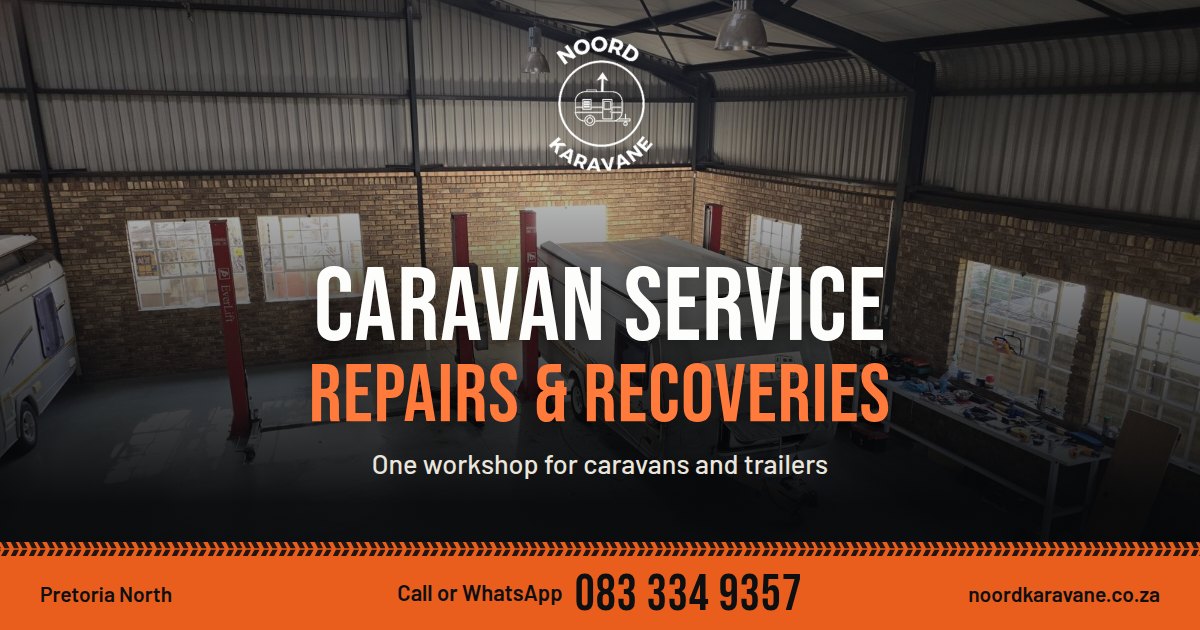 NOORD
KARAVANE
EverLift
CARAVAN SERVICE
REPAIRS & RECOVERIES
One workshop for caravans and trailers
Pretoria North
Call or WhatsApp 083 334 9357
noordkaravane.co.za